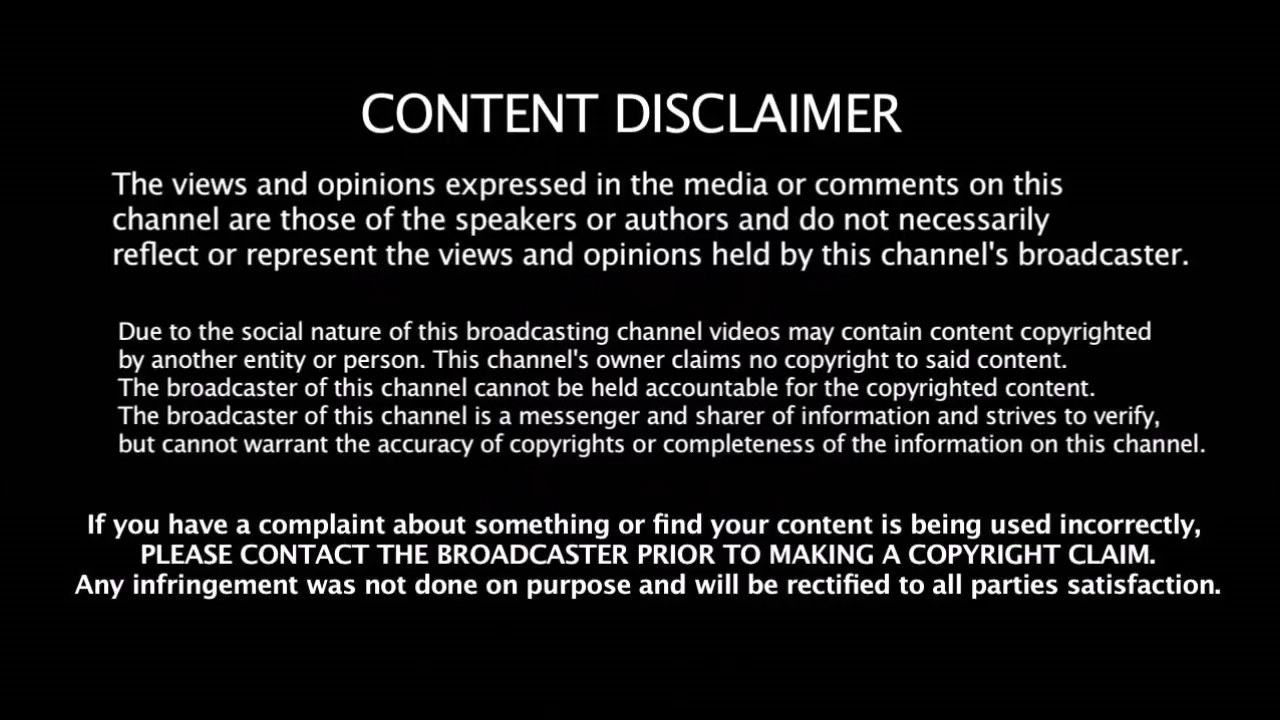 CONTENT DISCLAIMER
The views and opinions expressed in the media or comments on this
channel are those of the speakers or authors and do not necessarily
reflect or represent the views and opinions held by this channel's broadcaster.
Due to the social nature of this broadcasting channel videos may contain content copyrighted
by another entity or person. This channel's owner claims no copyright to said content.
The broadcaster of this channel cannot be held accountable for the copyrighted content.
The broadcaster of this channel is a messenger and sharer of information and strives to verify,
but cannot warrant the accuracy of copyrights or completeness of the information on this channel.
If you have a complaint about something or find your content is being used incorrectly,
PLEASE CONTACT THE BROADCASTER PRIOR TO MAKING A COPYRIGHT CLAIM.
Any infringement was not done on purpose and will be rectified to all parties satisfaction.